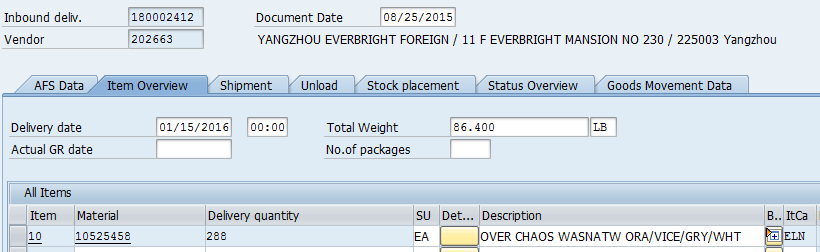 Inbound deliv. 180002412 Document Date 08/25/2015
Vendor 202663 YANGZHOU EVERBRIGHT FOREIGN / 11 F EVERBRIGHT MANSION NO 230 / 225003 Yangzhou
AFS Data Item Overview Shipment Unload Stock placement Status Overview Goods Movement Data
Delivery date 01/15/2016 00:00 Total Weight 86.400 LB
Actual GR date No.of packages
All Items
Item Material Delivery quantity SU Det... Description B.. ItCa
10 10525458 288 EA OVER CHAOS WASNATW ORA/VICE/GRY/WHT ELN